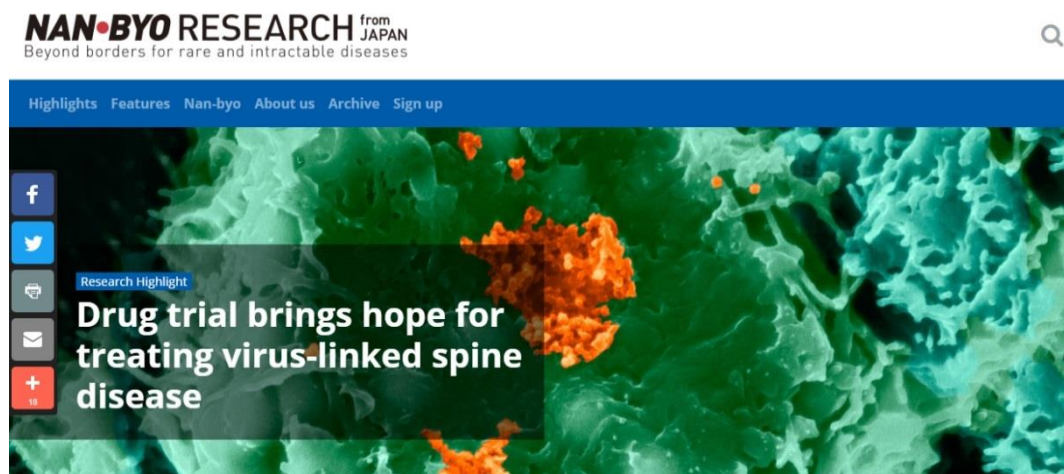 NAN•BYO RESEARCH from JAPAN
Beyond borders for rare and intractable diseases
Highlights Features Nan-byo About us Archive Sign up
Research Highlight
Drug trial brings hope for
treating virus-linked spine
disease
18